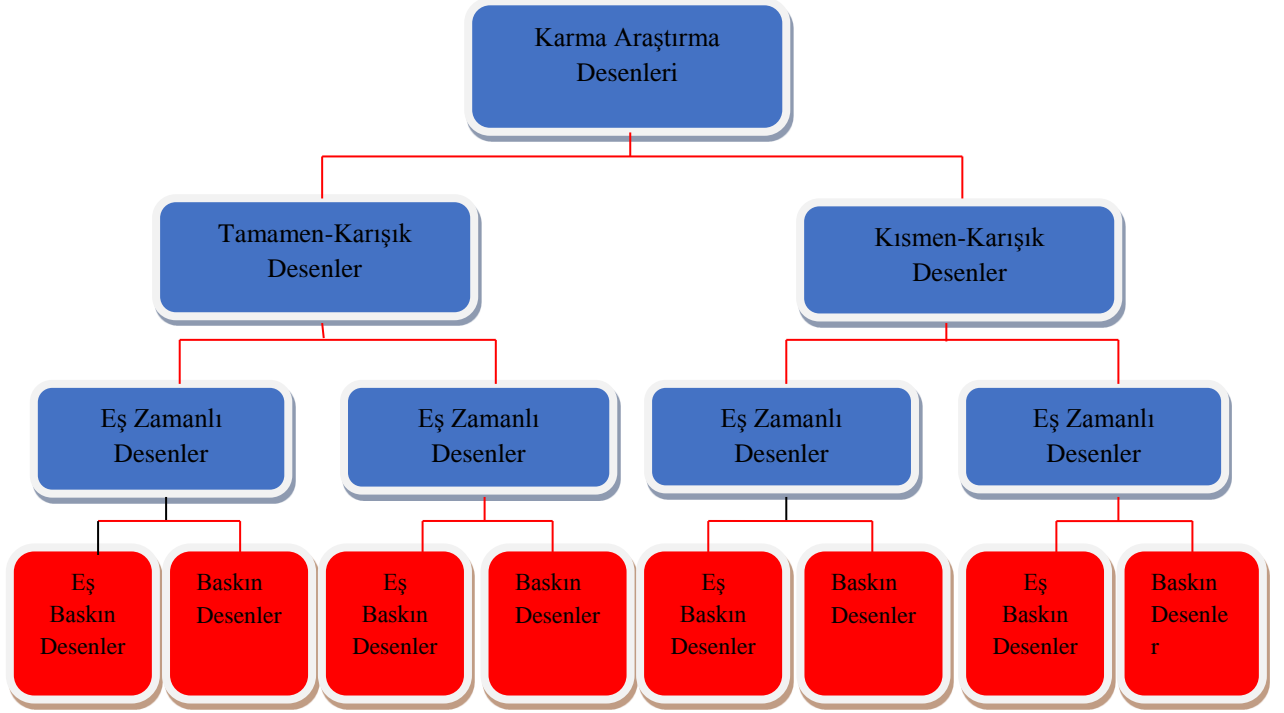 Karma Araştırma
Desenleri
Tamamen-Karışık
Desenler
Kısmen-Karışık
Desenler
Eş Zamanlı
Desenler
Eş Zamanlı
Desenler
Eş Zamanlı
Desenler
Eş Zamanlı
Desenler
Eş
Baskın
Desenler
Baskın
Desenler
Eş
Baskın
Desenler
Baskın
Desenler
Eş
Baskın
Desenler
Baskın
Desenler
Eş
Baskın
Desenler
Baskın
Desenle
r